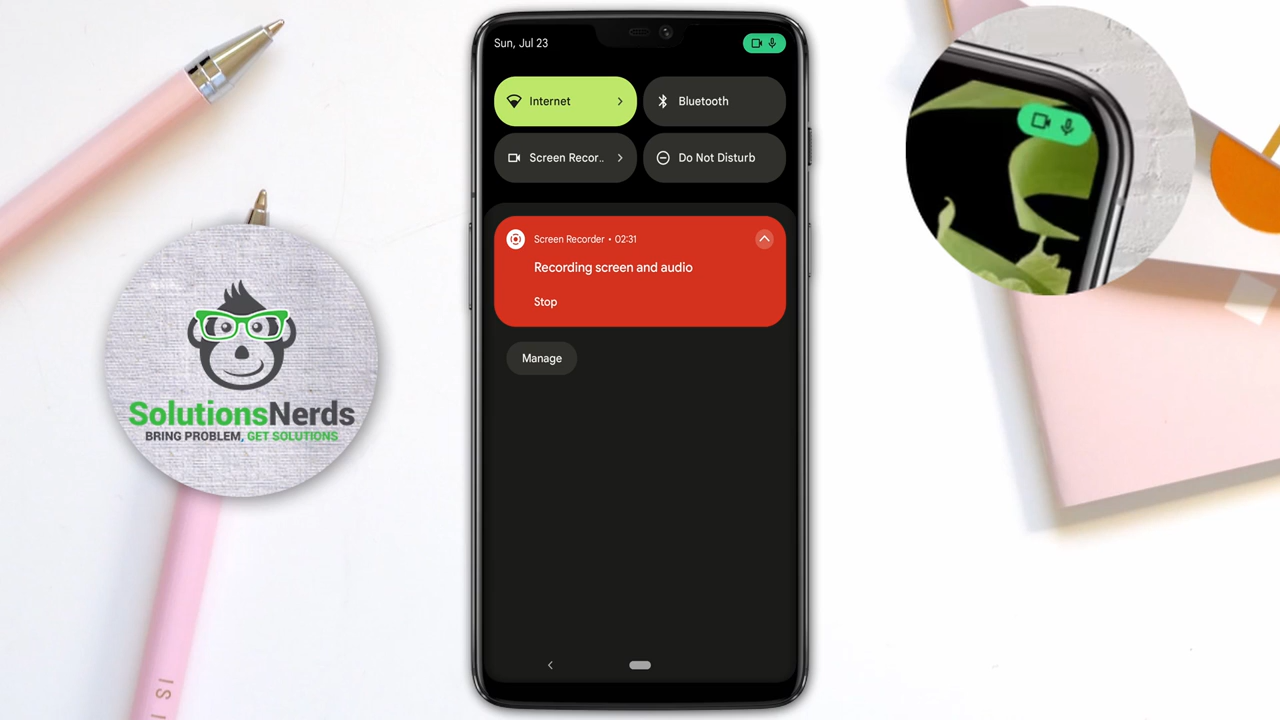 Sun, Jul 23
Internet
Bluetooth
Screen Recor..
Do Not Disturb
Screen Recorder • 02:31
Recording screen and audio
Stop
Manage
SolutionsNerds
BRING PROBLEM, GET SOLUTIONS